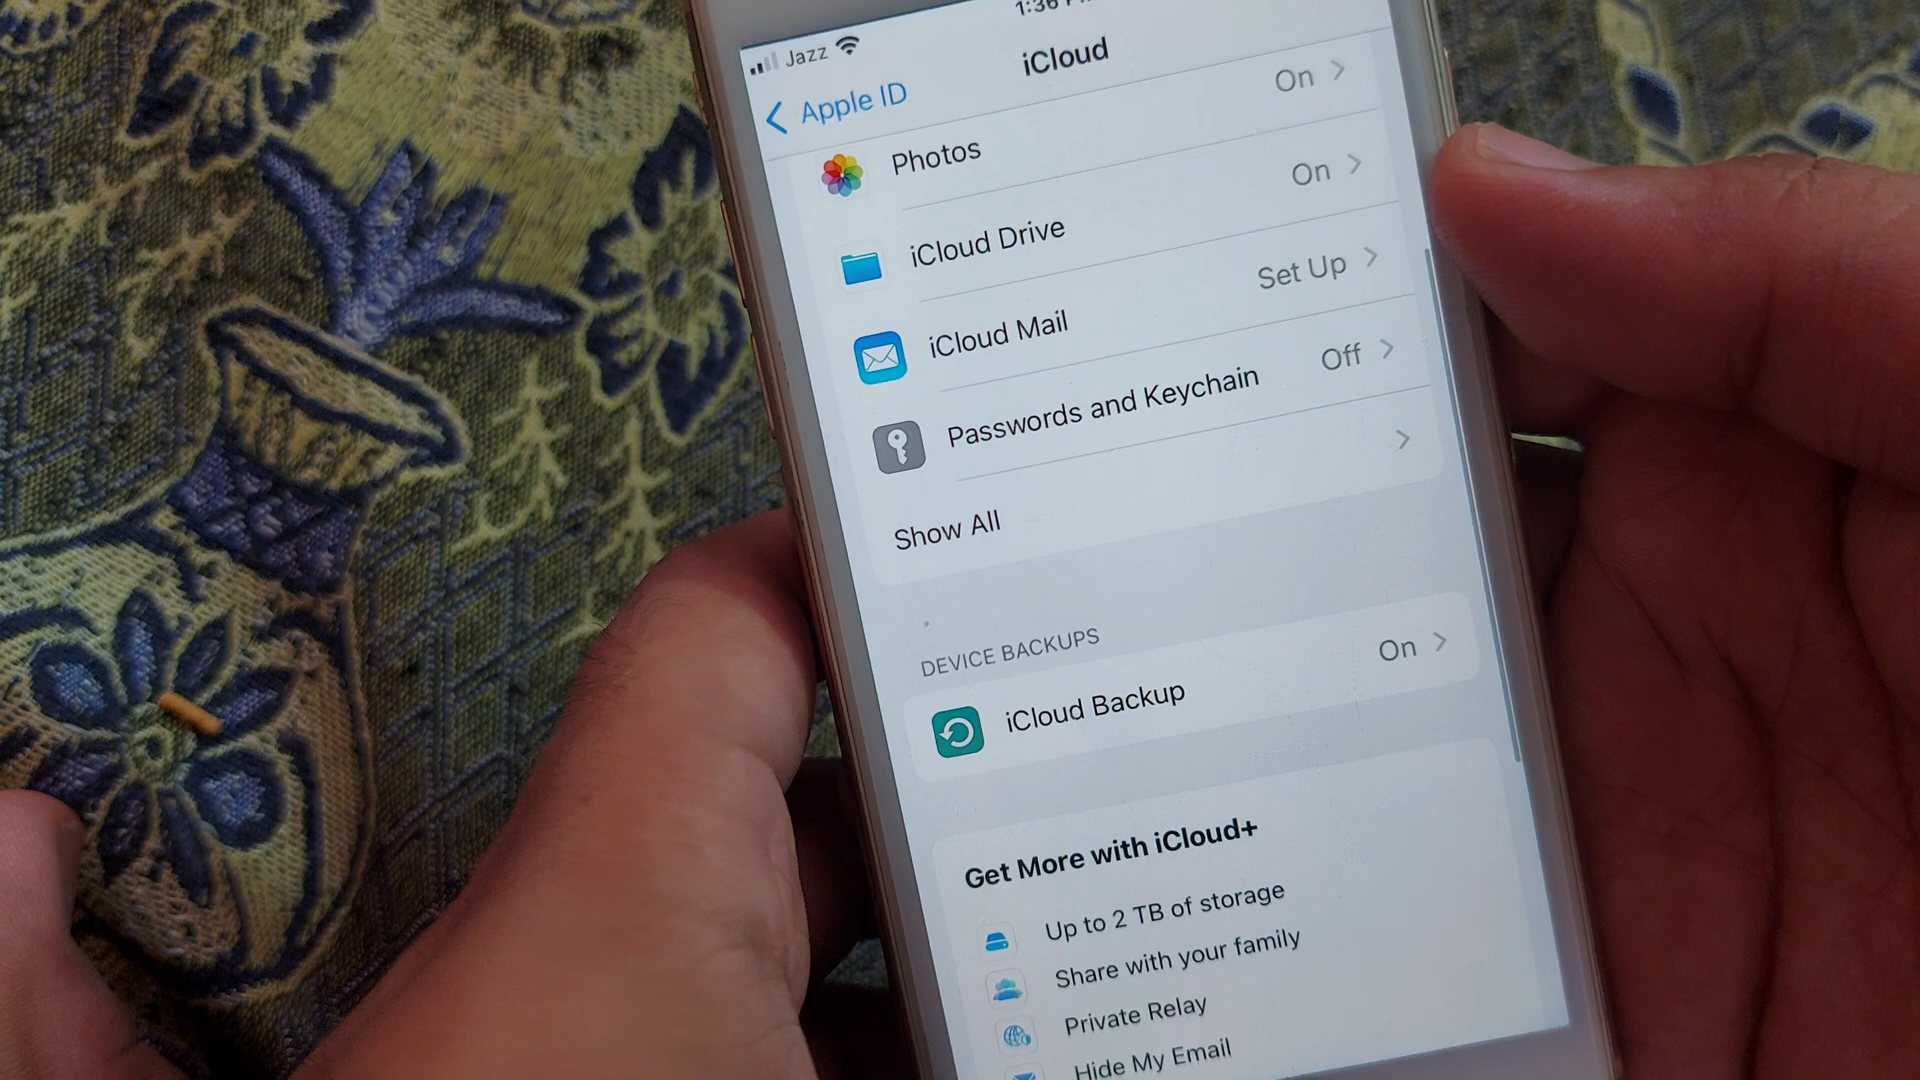 1:36
Jazz
iCloud
Apple ID
Photos On
iCloud Drive On
iCloud Mail Set Up
Passwords and Keychain Off
Show All
DEVICE BACKUPS
iCloud Backup On
Get More with iCloud+
Up to 2 TB of storage
Share with your family
Private Relay
Hide My Email